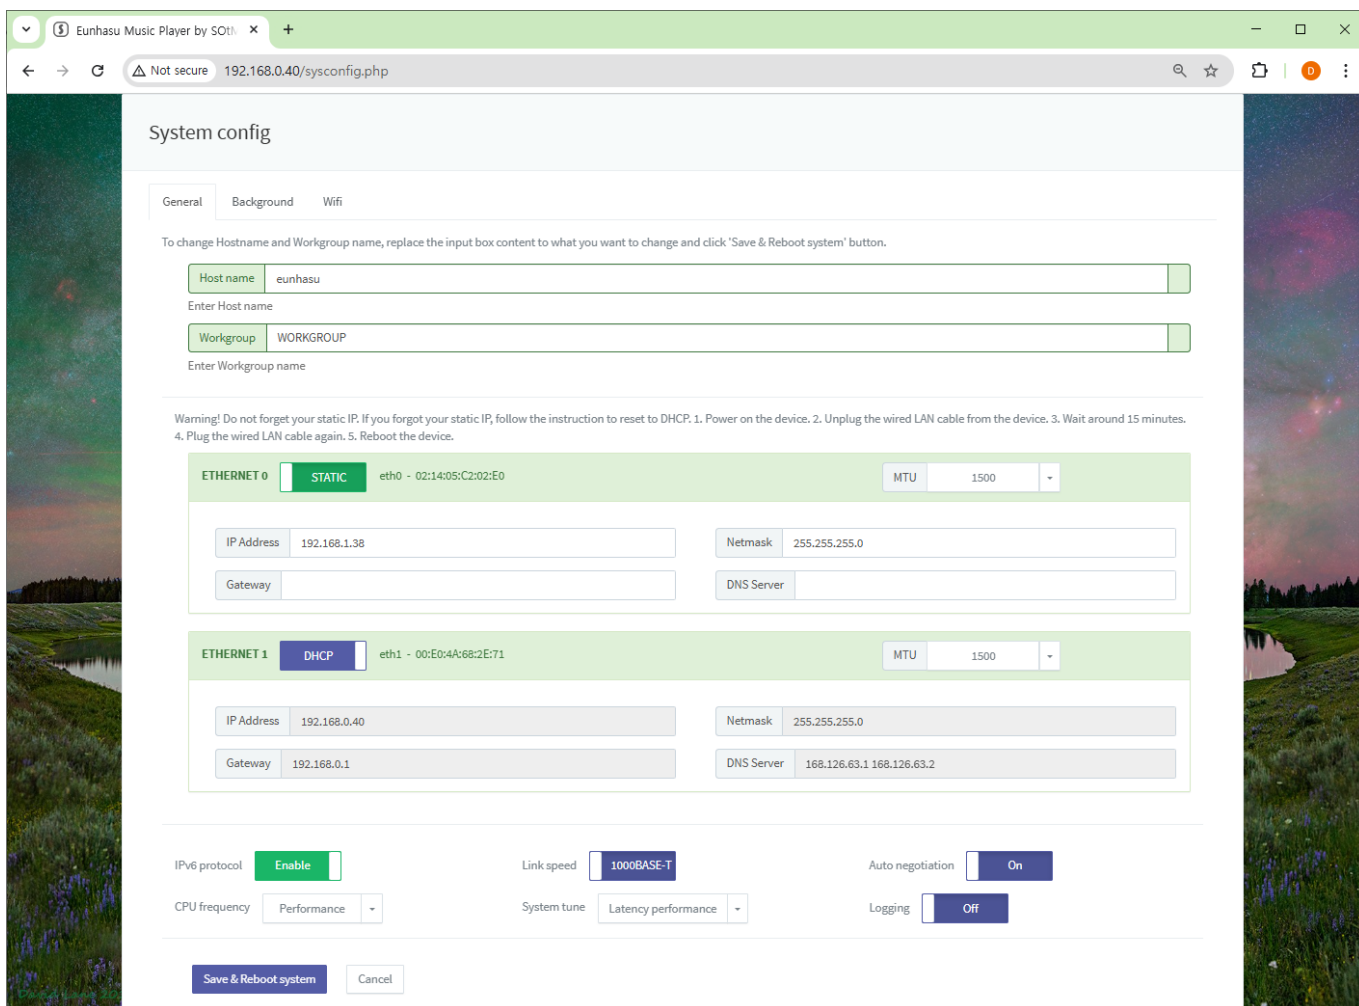 Eunhasu Music Player by SOtM
Not secure 192.168.0.40/sysconfig.php
D
System config
General Background Wifi
To change Hostname and Workgroup name, replace the input box content to what you want to change and click 'Save & Reboot system' button.
Host name eunhasu
Enter Host name
Workgroup WORKGROUP
Enter Workgroup name
Warning! Do not forget your static IP. If you forgot your static IP, follow the instruction to reset to DHCP. 1. Power on the device. 2. Unplug the wired LAN cable from the device. 3. Wait around 15 minutes.
4. Plug the wired LAN cable again. 5. Reboot the device.
ETHERNET 0 STATIC eth0 - 02:14:05:C2:02:E0 MTU 1500
IP Address 192.168.1.38 Netmask 255.255.255.0
Gateway DNS Server
ETHERNET 1 DHCP eth1 - 00:E0:4A:68:2E:71 MTU 1500
IP Address 192.168.0.40 Netmask 255.255.255.0
Gateway 192.168.0.1 DNS Server 168.126.63.1 168.126.63.2
IPv6 protocol Enable Link speed 1000BASE-T Auto negotiation On
CPU frequency Performance System tune Latency performance Logging Off
Save & Reboot system Cancel